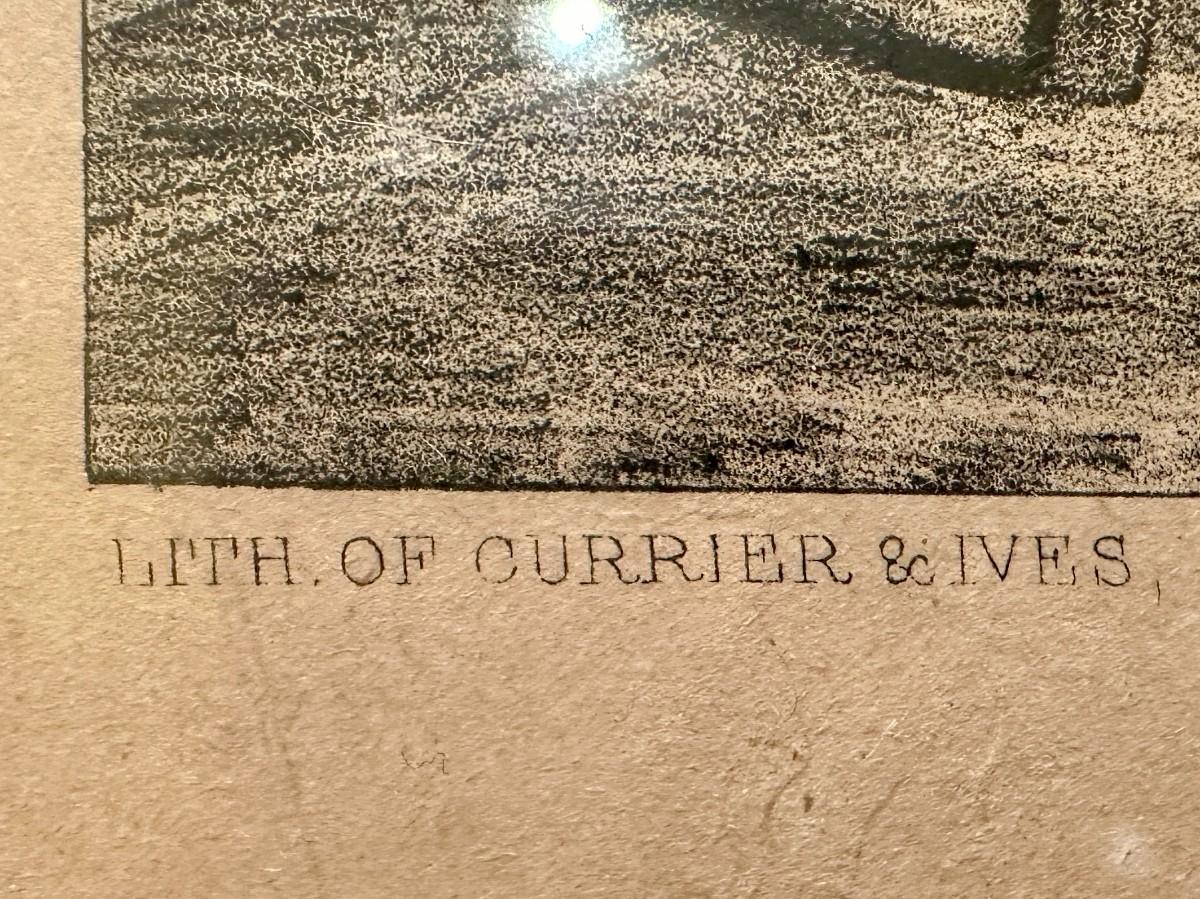 LITH. OF CURRIER & IVES,